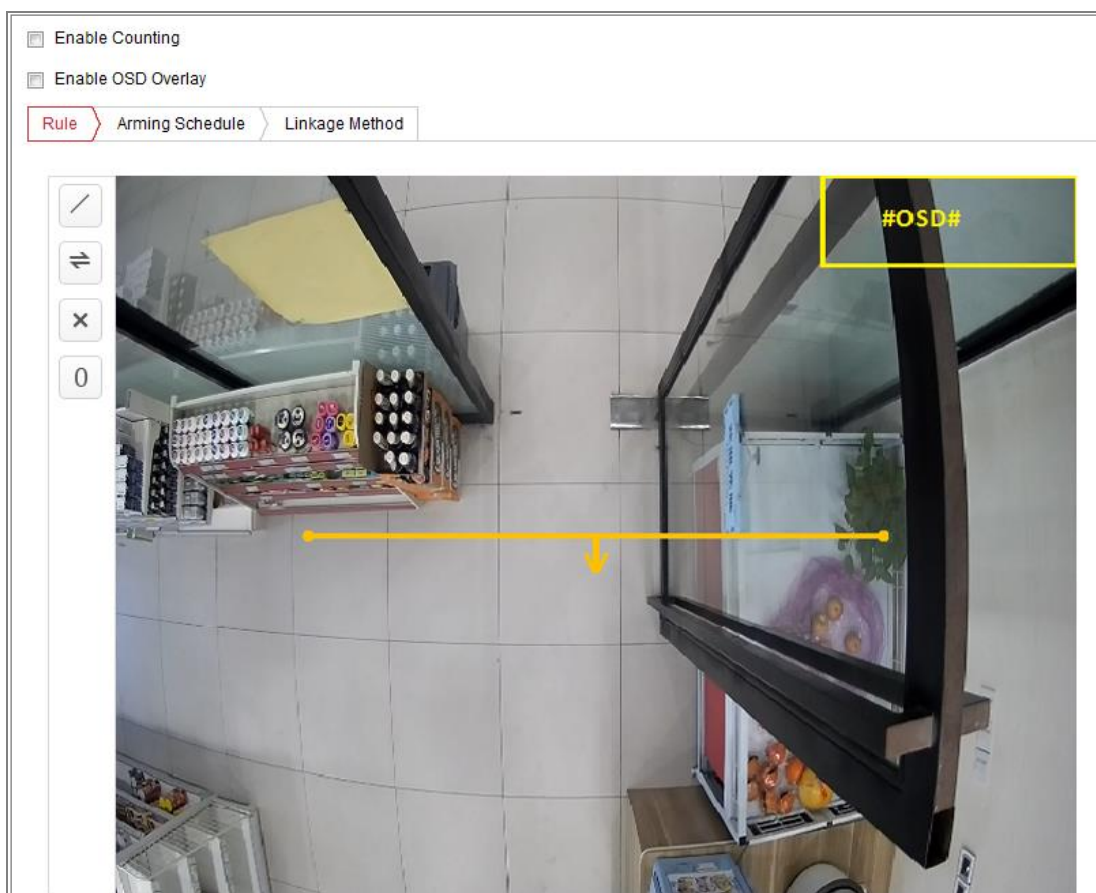 Enable Counting
Enable OSD Overlay
Rule
Arming Schedule
Linkage Method
#OSD#
0